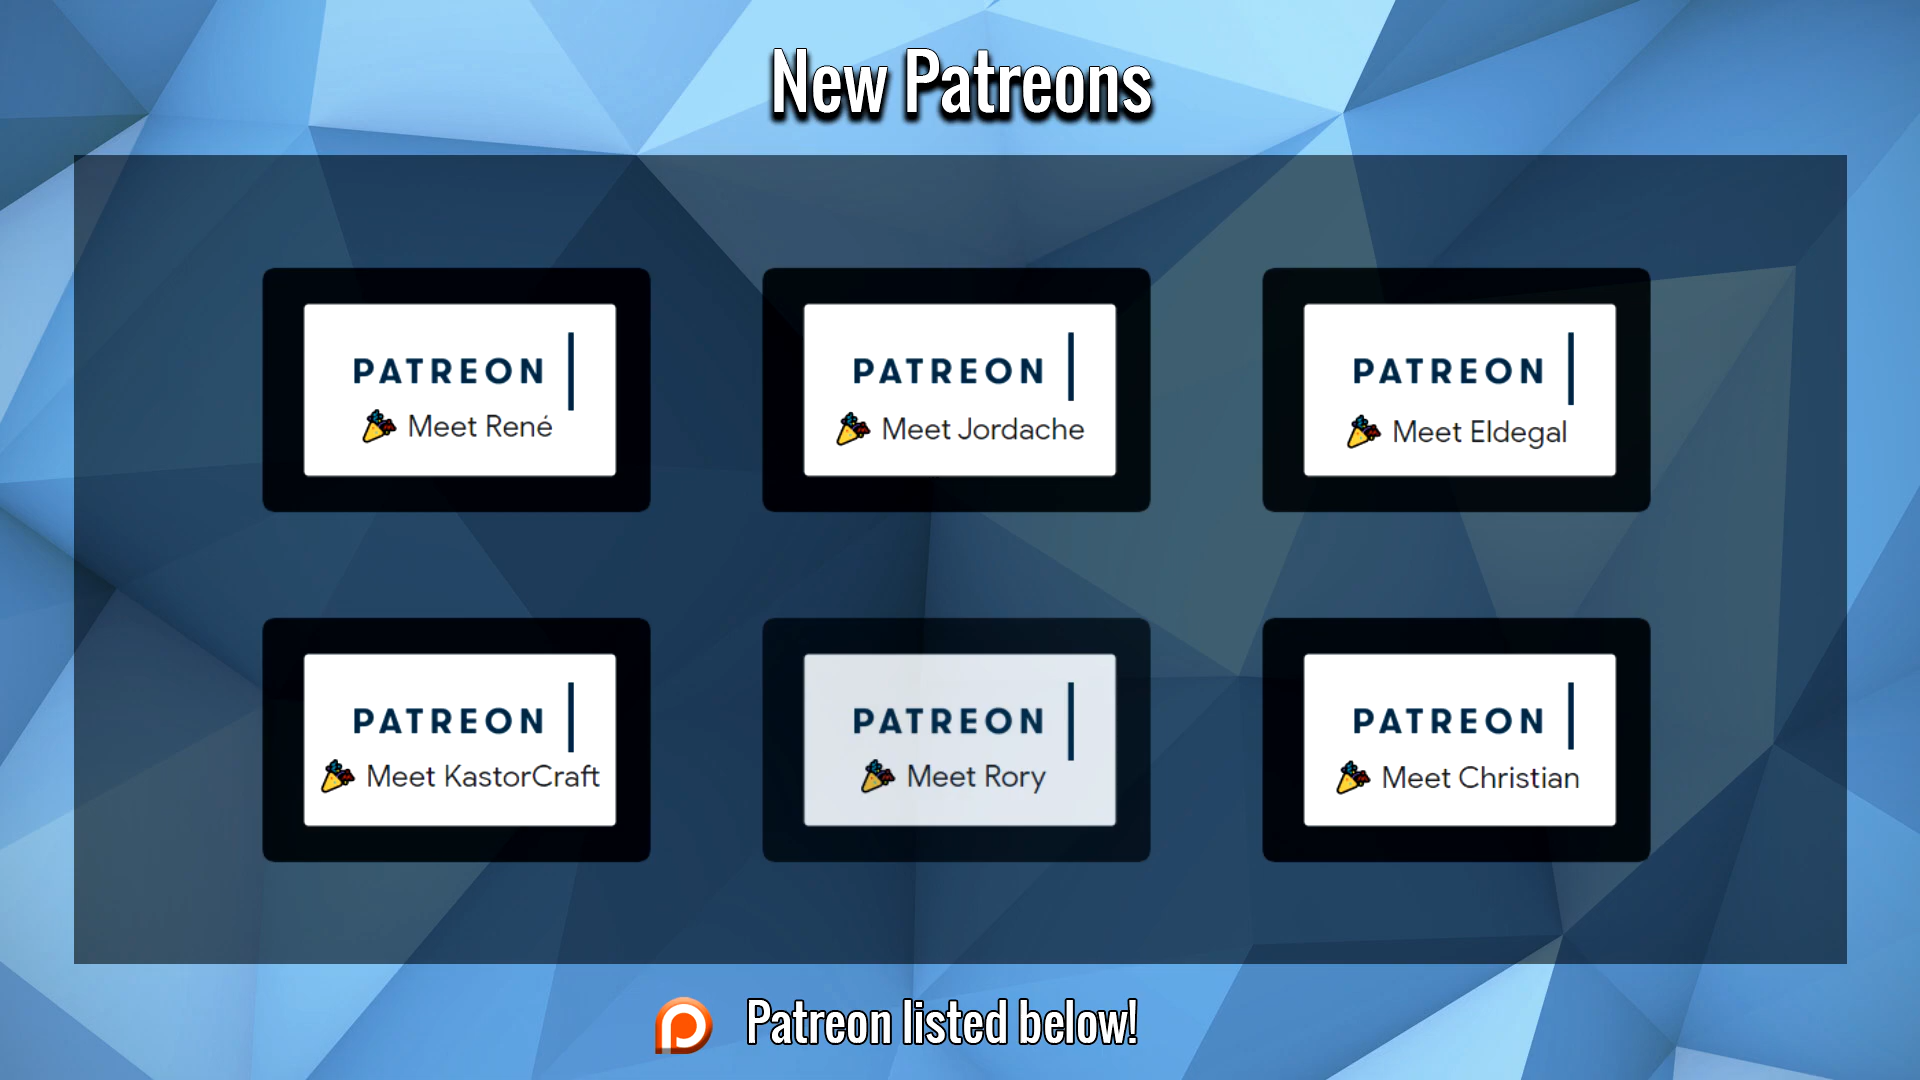 New Patreons
PATREON
Meet René
PATREON
Meet Jordache
PATREON
Meet Eldegal
PATREON
Meet KastorCraft
PATREON
Meet Rory
PATREON
Meet Christian
Patreon listed below!